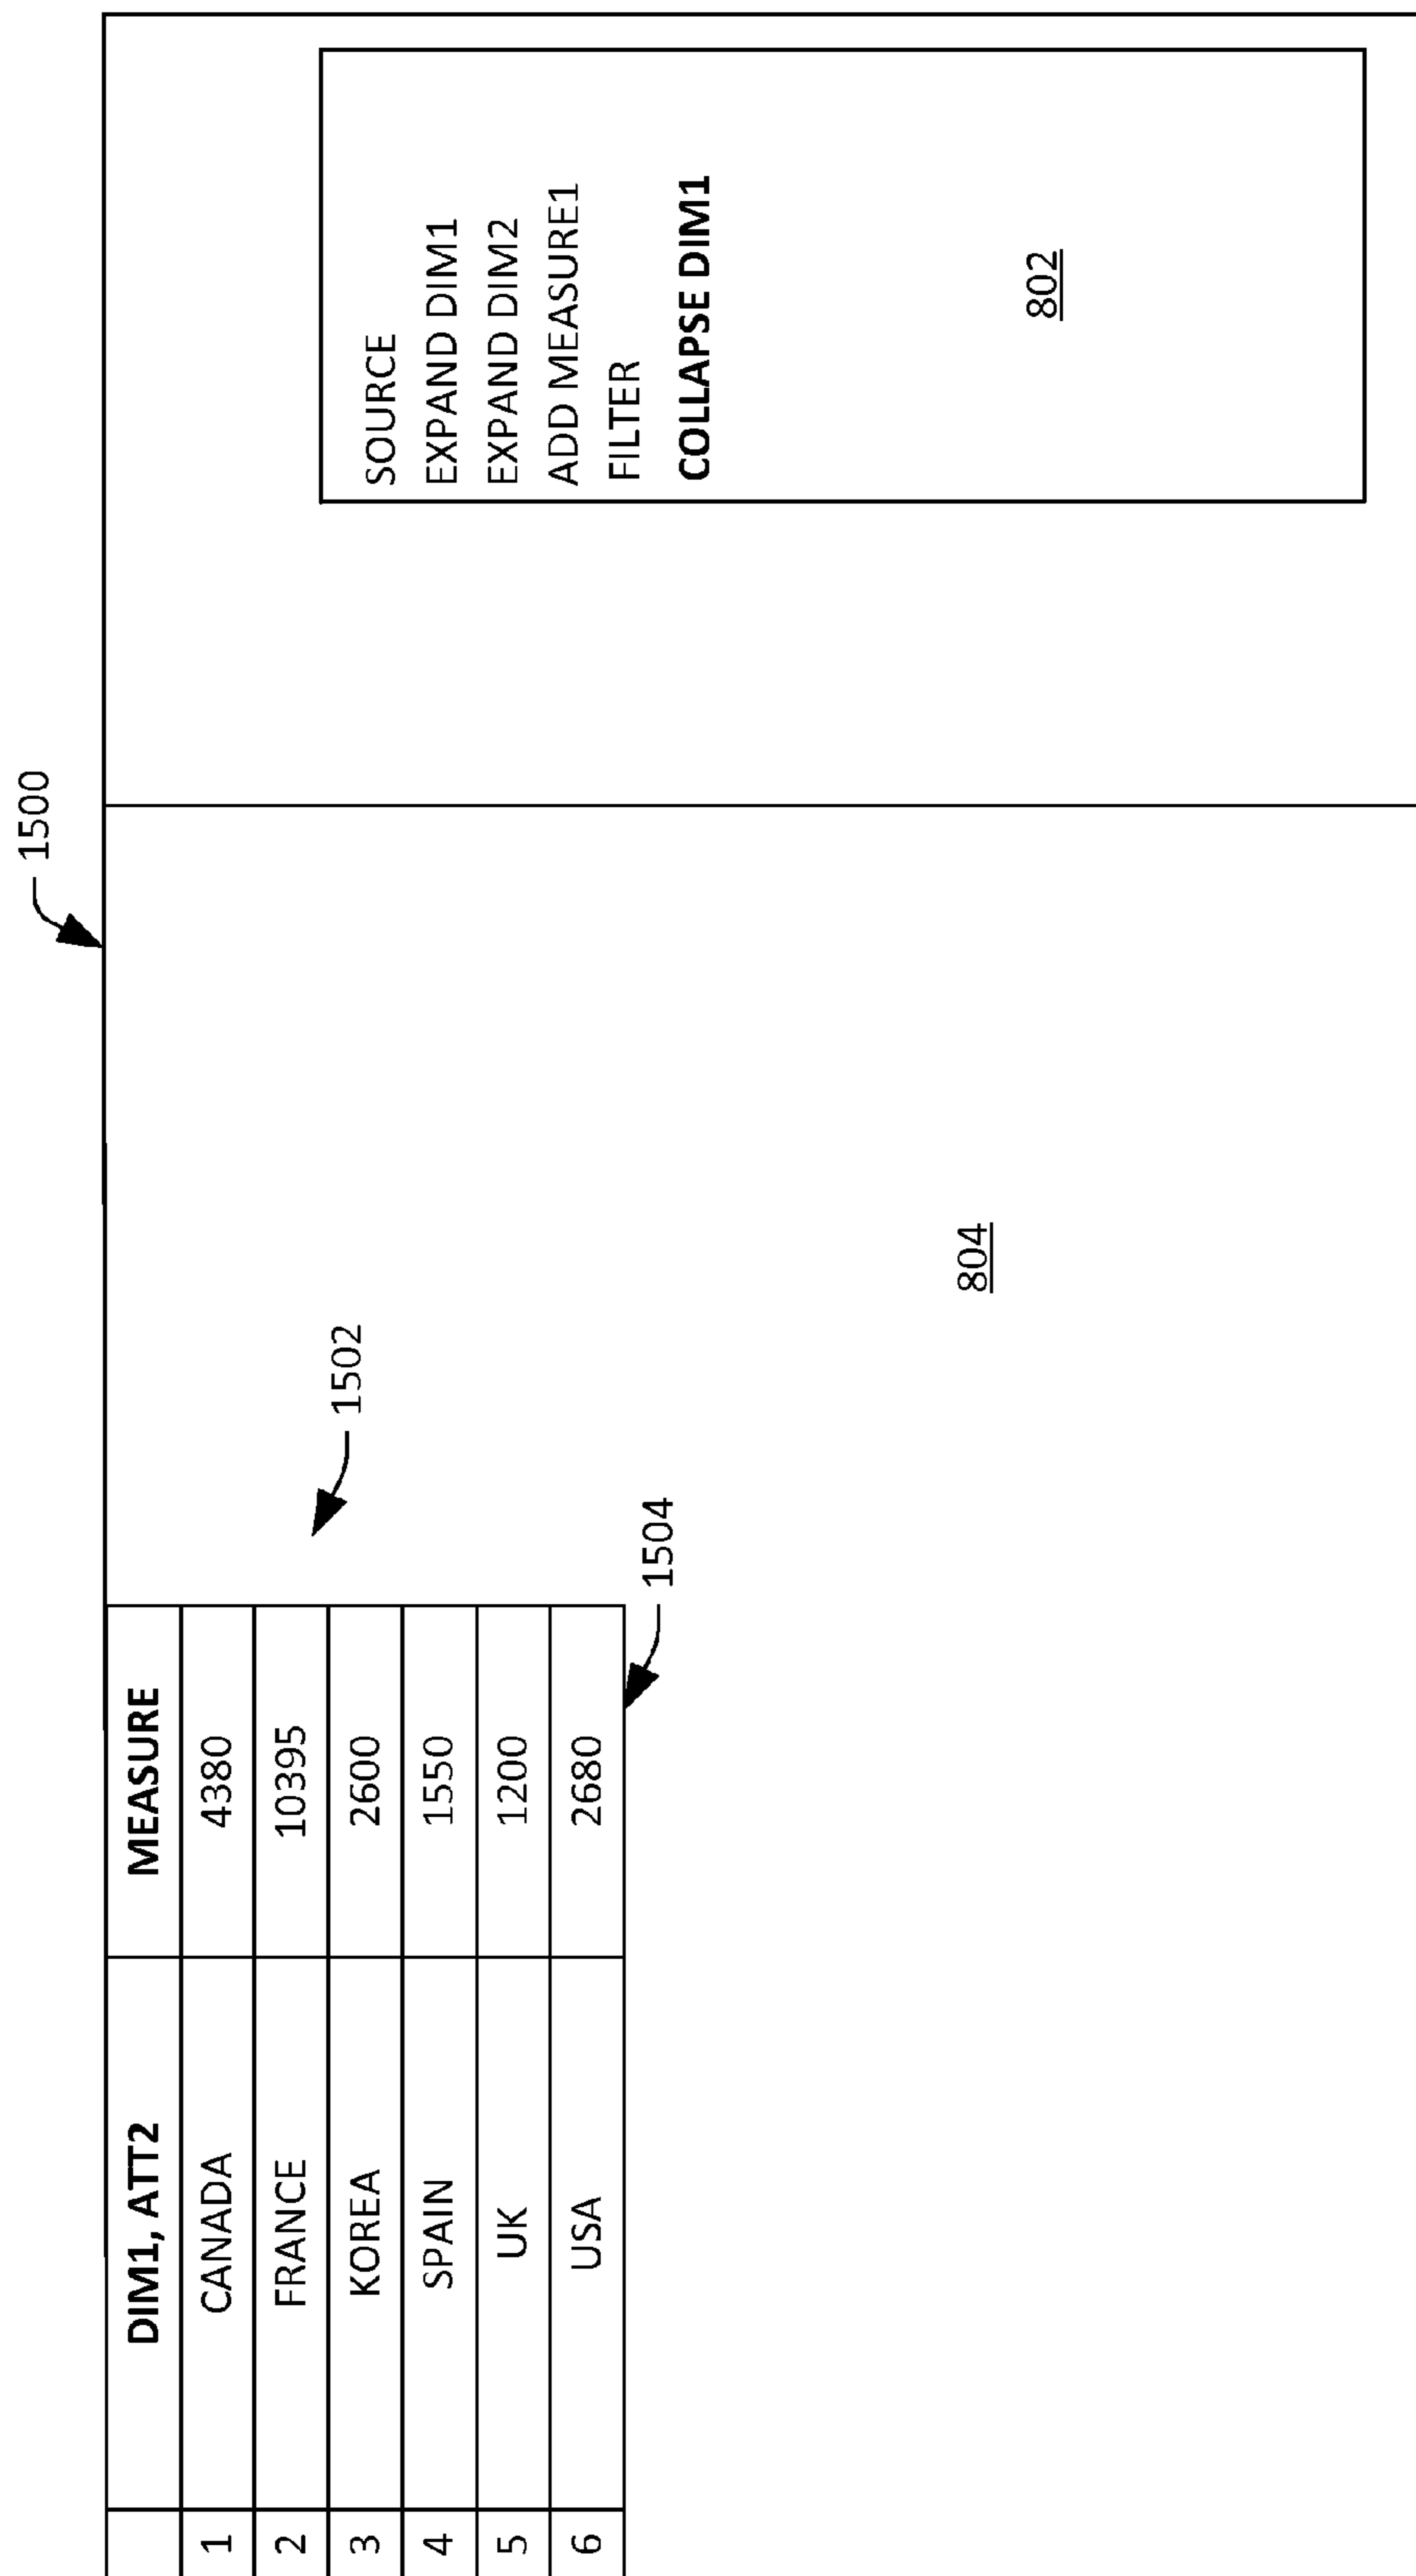 1500
DIM1, ATT2 MEASURE
1 CANADA 4380
2 FRANCE 10395
3 KOREA 2600
4 SPAIN 1550
5 UK 1200
6 USA 2680
1502
1504
804
SOURCE
EXPAND DIM1
EXPAND DIM2
ADD MEASURE1
FILTER
COLLAPSE DIM1
802